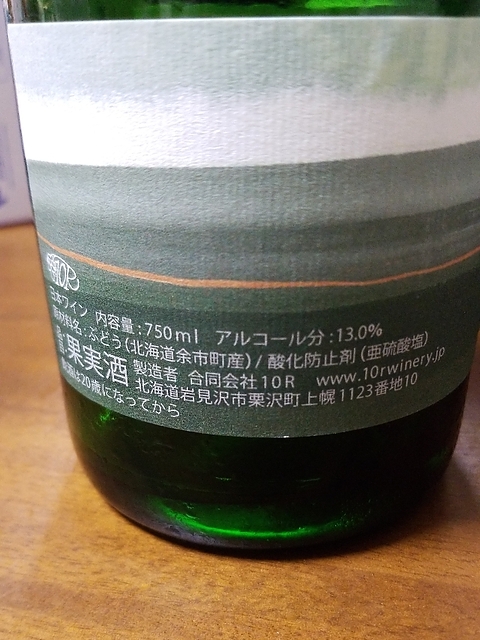 10R
日本ワイン 内容量:750ml アルコール分:13.0%
原材料名:ぶどう(北海道余市町産)/酸化防止剤(亜硫酸塩)
果実酒 製造者 合同会社10R www.10rwinery.jp
北海道岩見沢市栗沢町上幌1123番地10
飲酒は20歳になってから